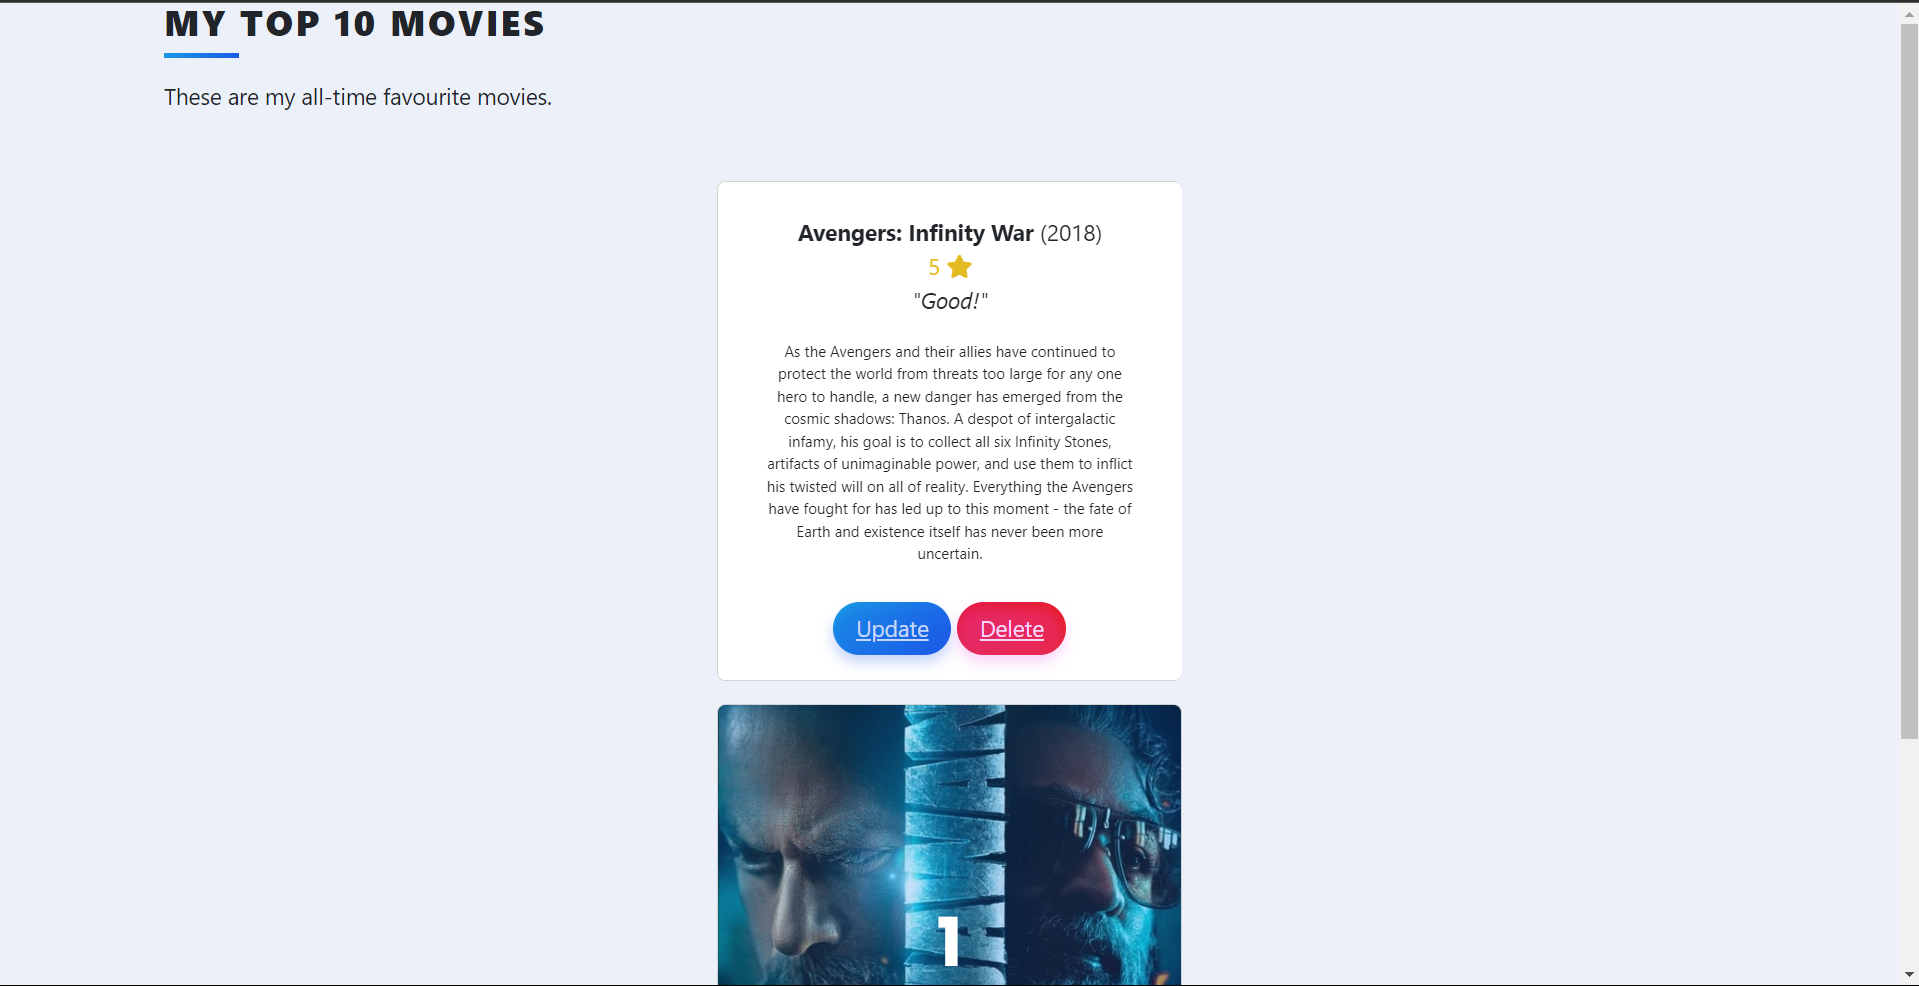 MY TOP 10 MOVIES
These are my all-time favourite movies.
Avengers: Infinity War (2018)
5
"Good!"
As the Avengers and their allies have continued to
protect the world from threats too large for any one
hero to handle, a new danger has emerged from the
cosmic shadows: Thanos. A despot of intergalactic
infamy, his goal is to collect all six Infinity Stones,
artifacts of unimaginable power, and use them to inflict
his twisted will on all of reality. Everything the Avengers
have fought for has led up to this moment - the fate of
Earth and existence itself has never been more
uncertain.
Update Delete
1